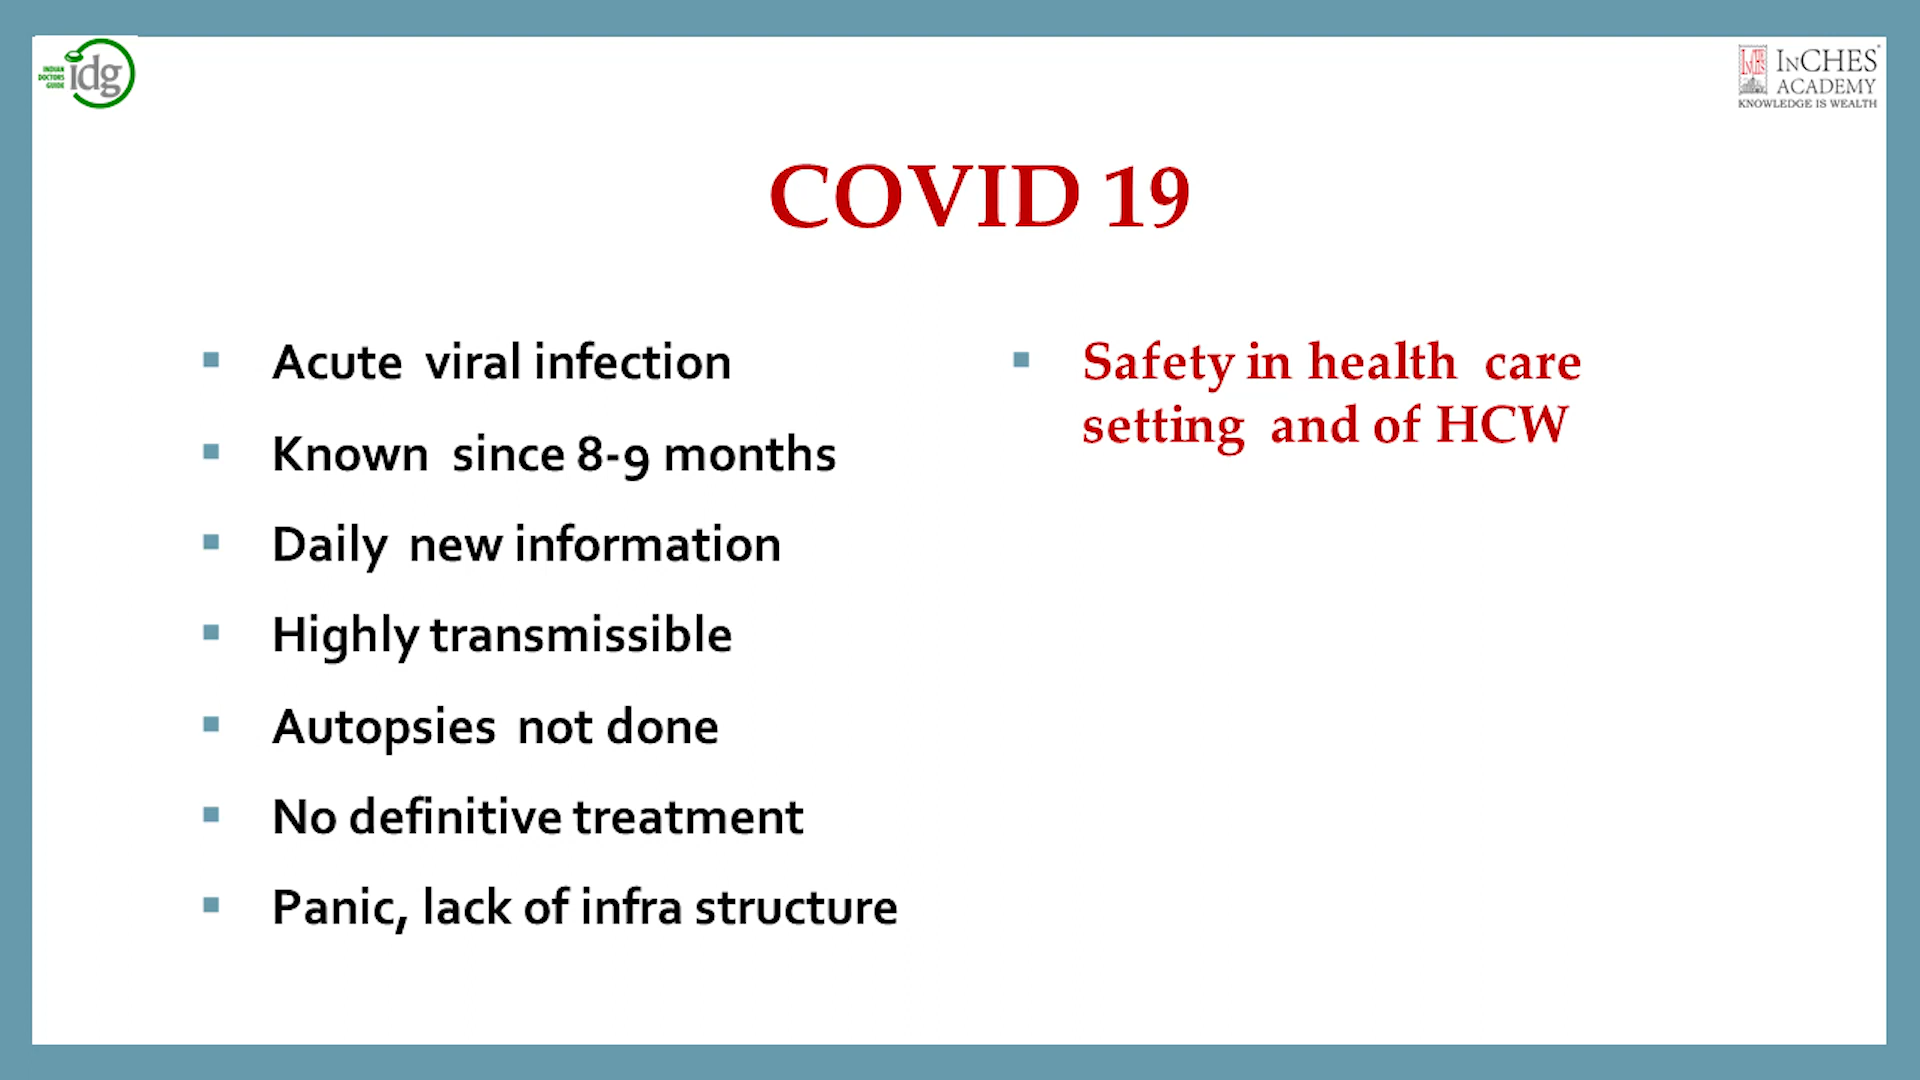 INDIAN
DOCTORS
GUIDE
idg
INCHES
ACADEMY
KNOWLEDGE IS WEALTH
COVID 19
Acute viral infection
Known since 8-9 months
Daily new information
Highly transmissible
Autopsies not done
No definitive treatment
Panic, lack of infra structure
Safety in health care
setting and of HCW